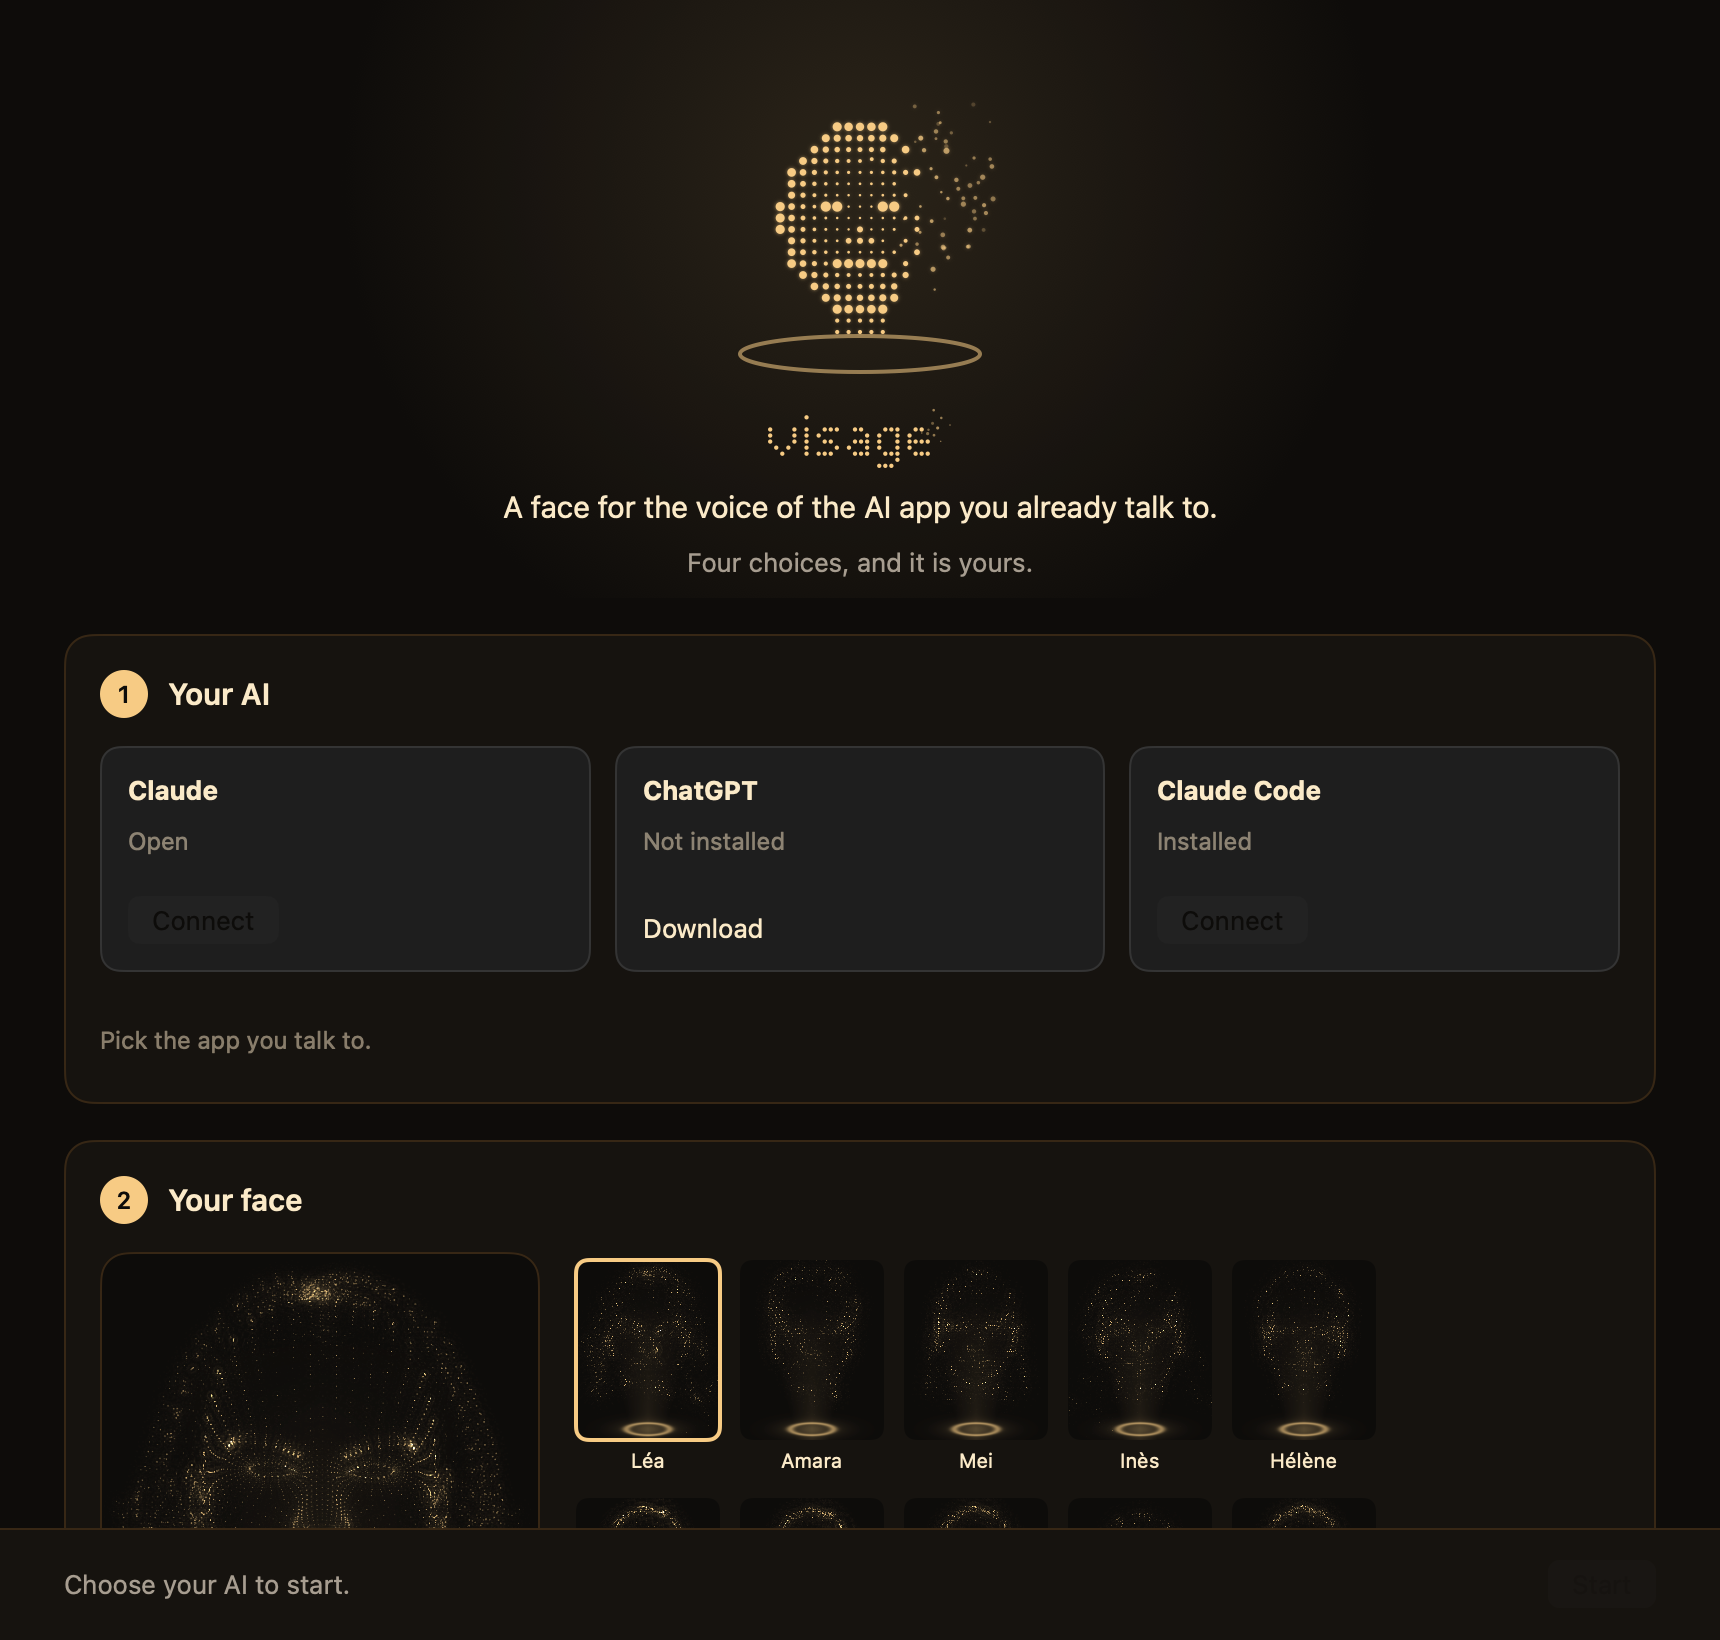 visage
A face for the voice of the AI app you already talk to.
Four choices, and it is yours.
1 Your AI
Claude
Open
Connect
ChatGPT
Not installed
Download
Claude Code
Installed
Connect
Pick the app you talk to.
2 Your face
Léa
Amara
Mei
Inès
Hélène
Choose your AI to start.
Start